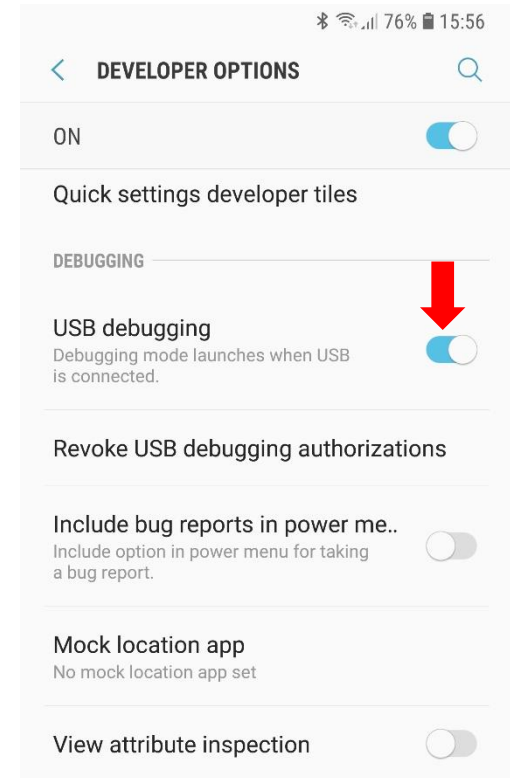 76% 15:56
DEVELOPER OPTIONS
ON
Quick settings developer tiles
DEBUGGING
USB debugging
Debugging mode launches when USB
is connected.
Revoke USB debugging authorizations
Include bug reports in power me..
Include option in power menu for taking
a bug report.
Mock location app
No mock location app set
View attribute inspection